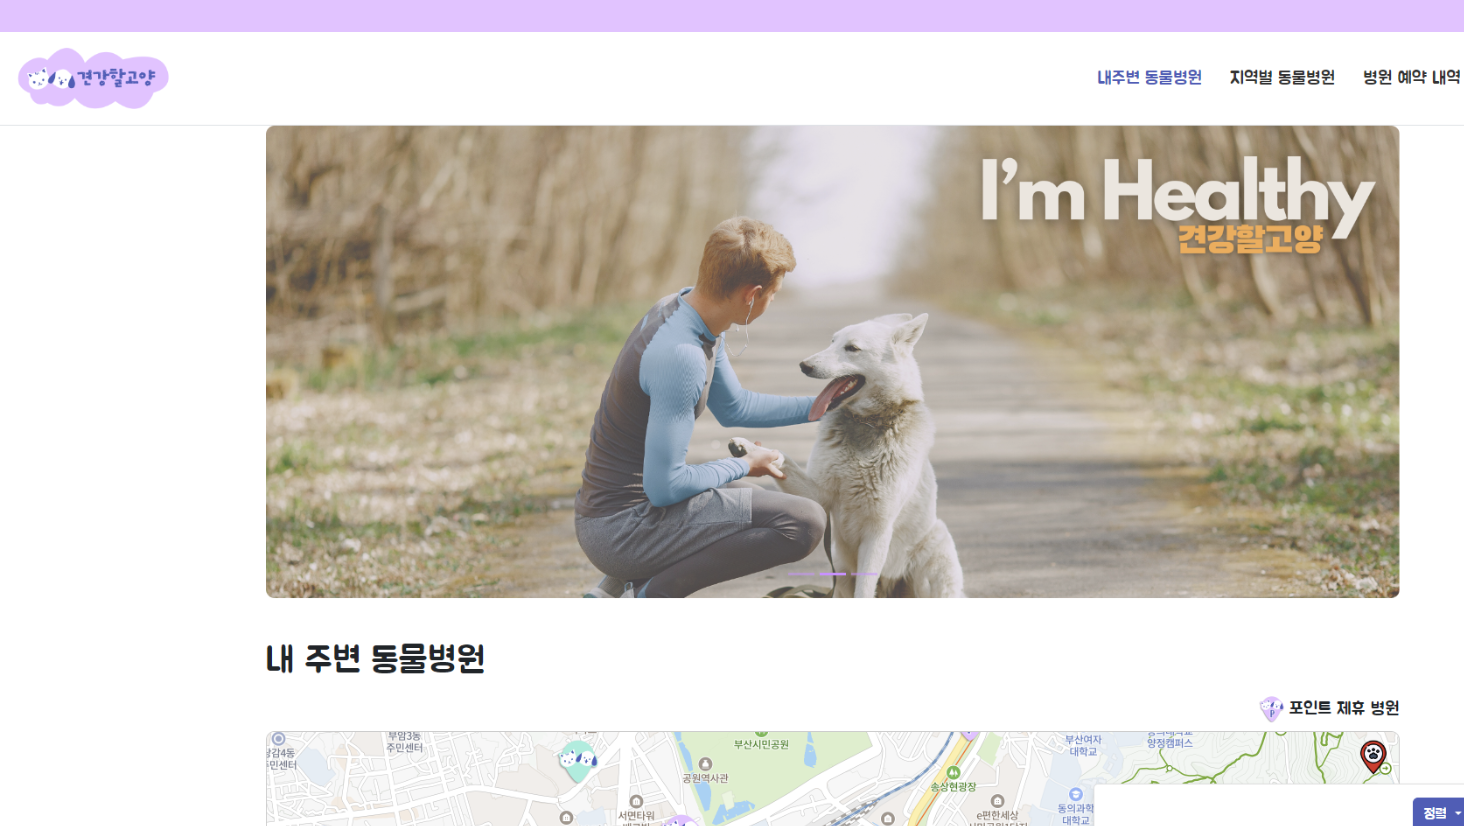 견강할고양
내주변 동물병원
지역별 동물병원
병원 예약 내역
I'm Healthy
견강할고양
내 주변 동물병원
P 포인트 제휴 병원
부암3동
주민센터
감4동
민센터
부산시민공원
공원역사관
송상현광장
부산여자
대학교
양정캠퍼스
서면타워
e편한세상
동의과학
대학교
정렬